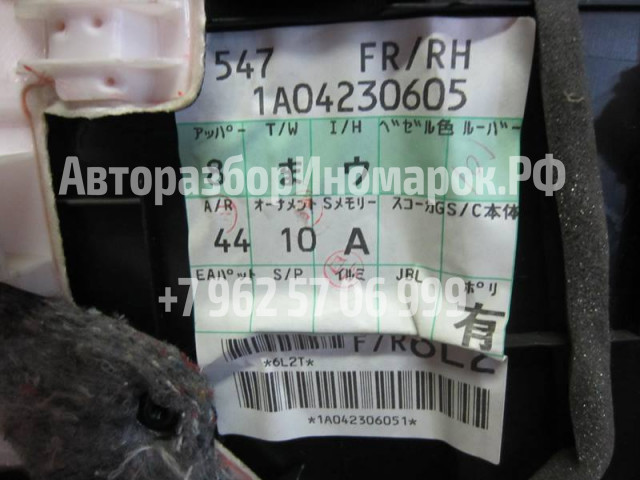 547 FR/RH
1A04230605
アッパー T/W I/H ベゼル色 ルーバー
3 ま ウ
АвторазборИномарок.РФ
A/R オーナメント Sメモリー スコーカ GS/C本体
44 10 A
EAパット S/P イルミ JBL ポリ
+7 962 57 06 999
有
F/R6L2
*6L2T*
*1A042306051*